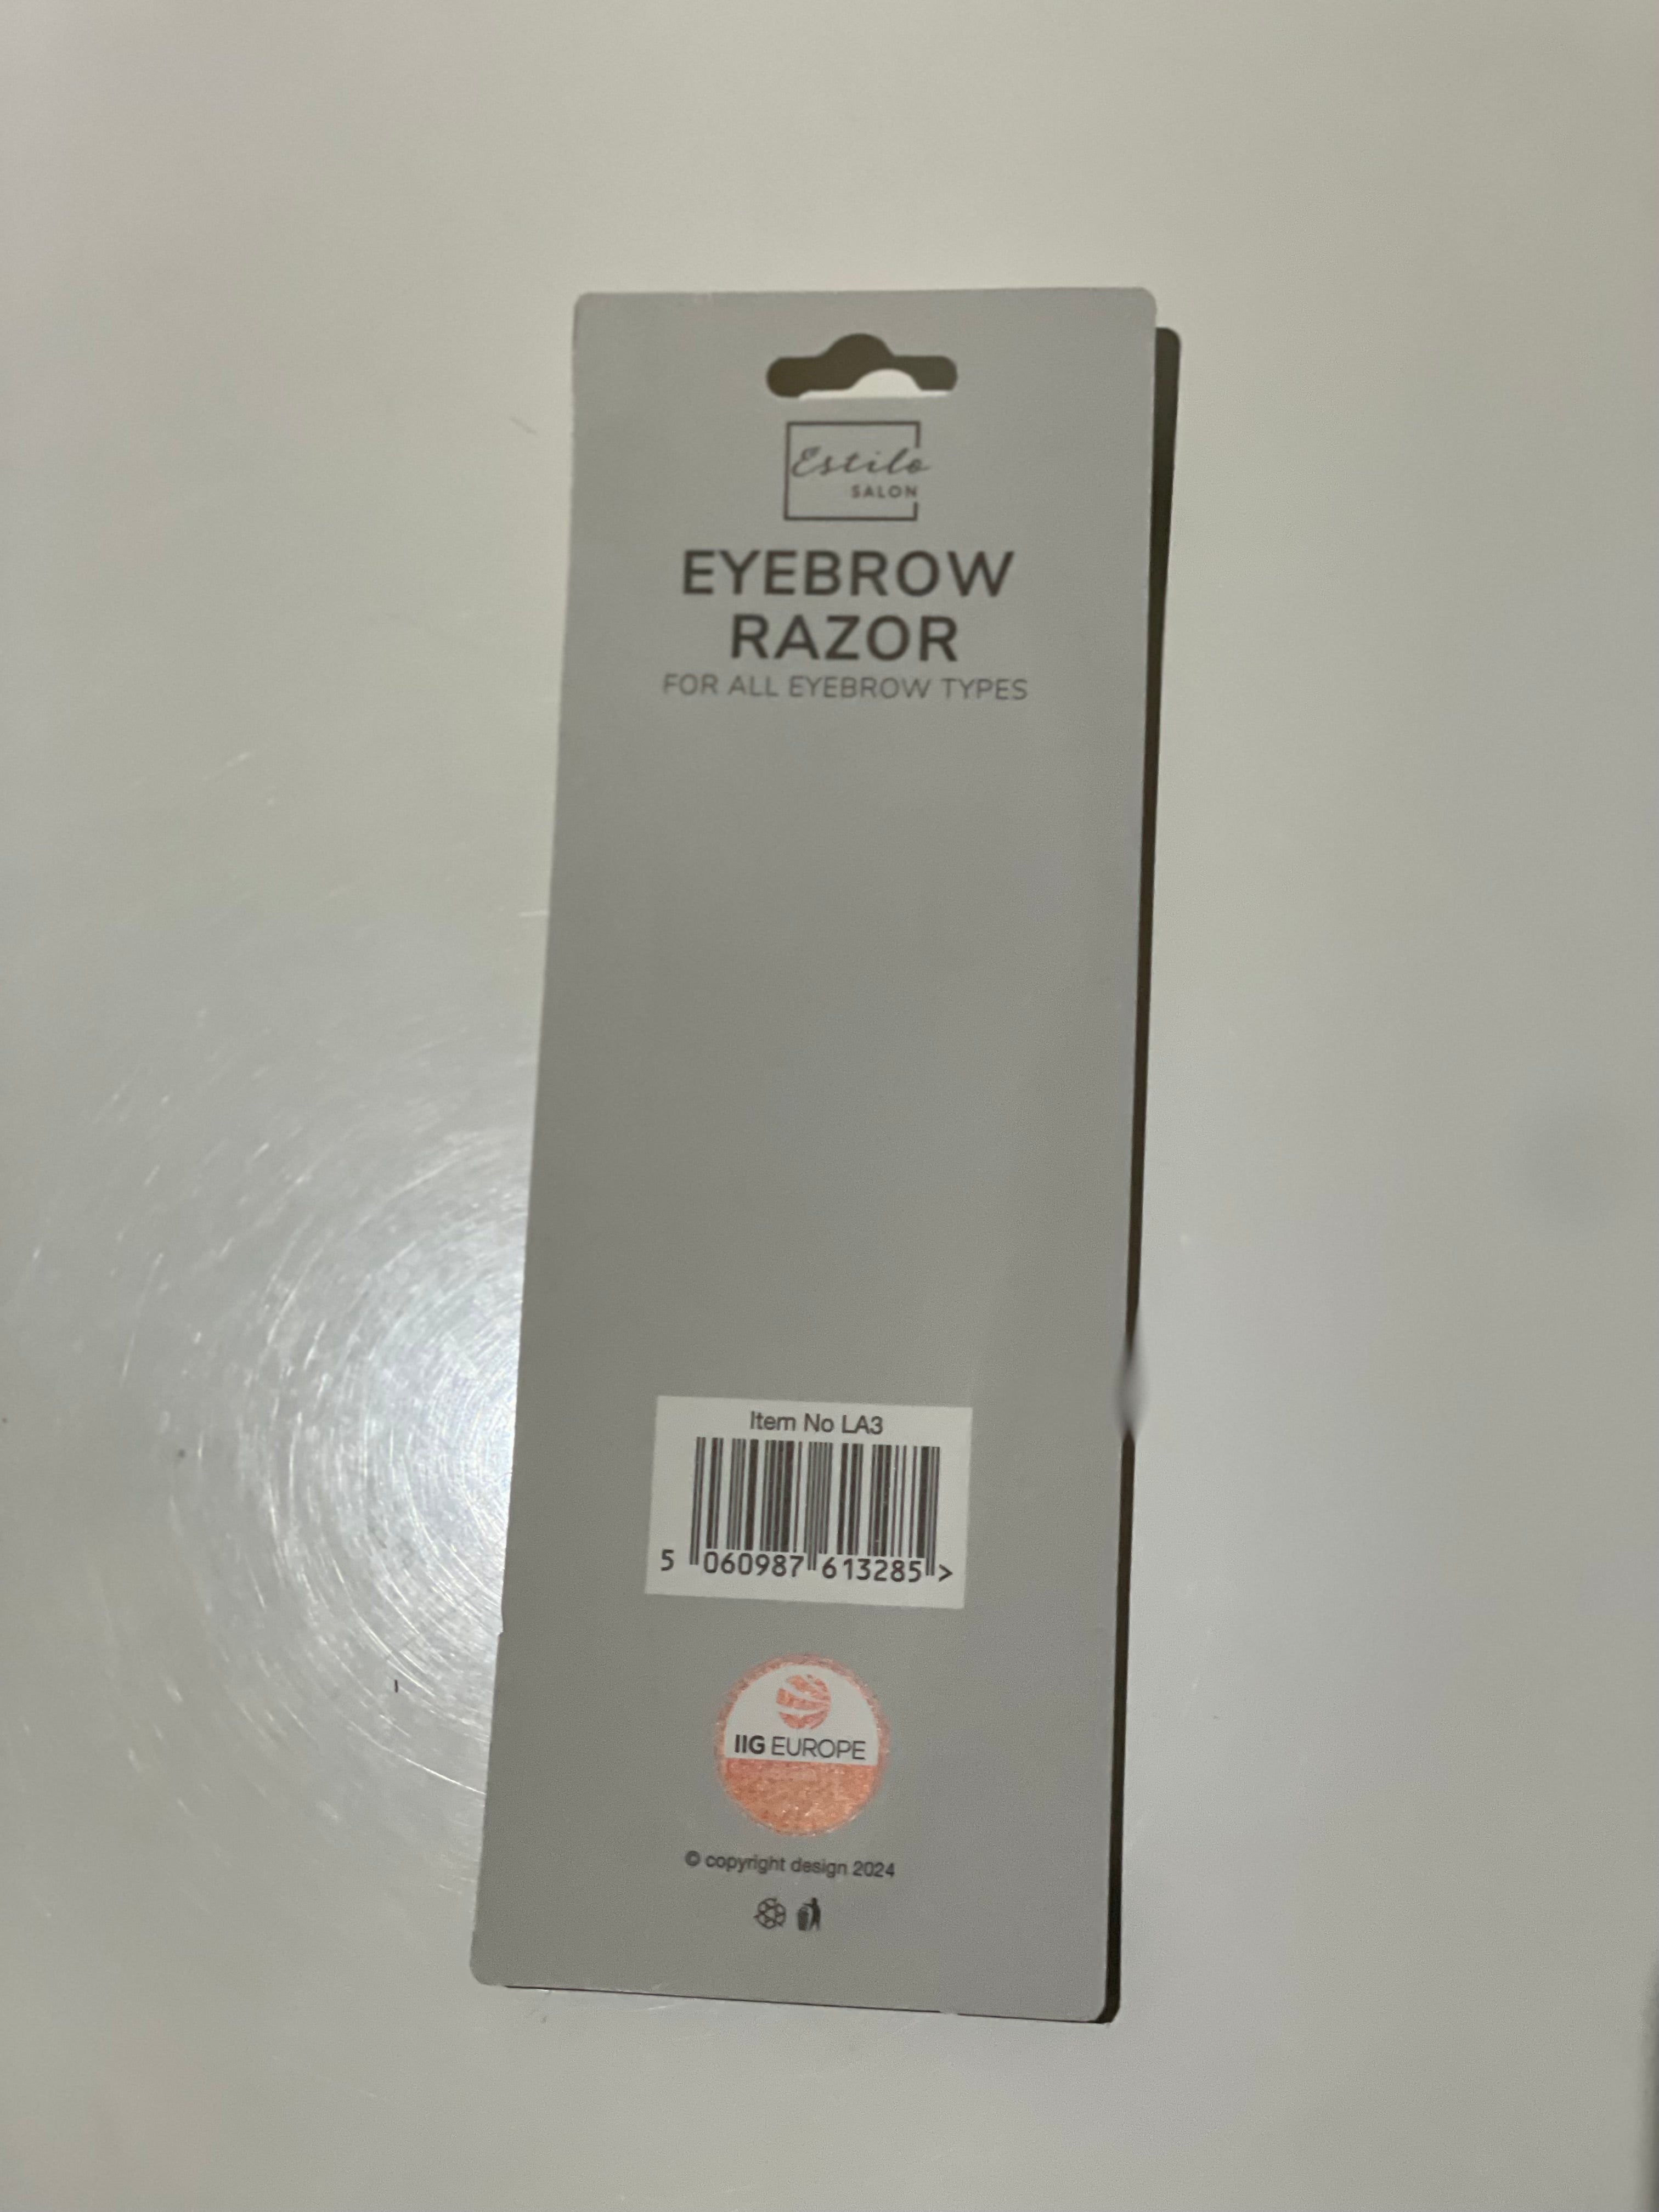 Estilo
SALON
EYEBROW
RAZOR
FOR ALL EYEBROW TYPES
Item No LA3
5 060987 613285 >
IIG EUROPE
© copyright design 2024